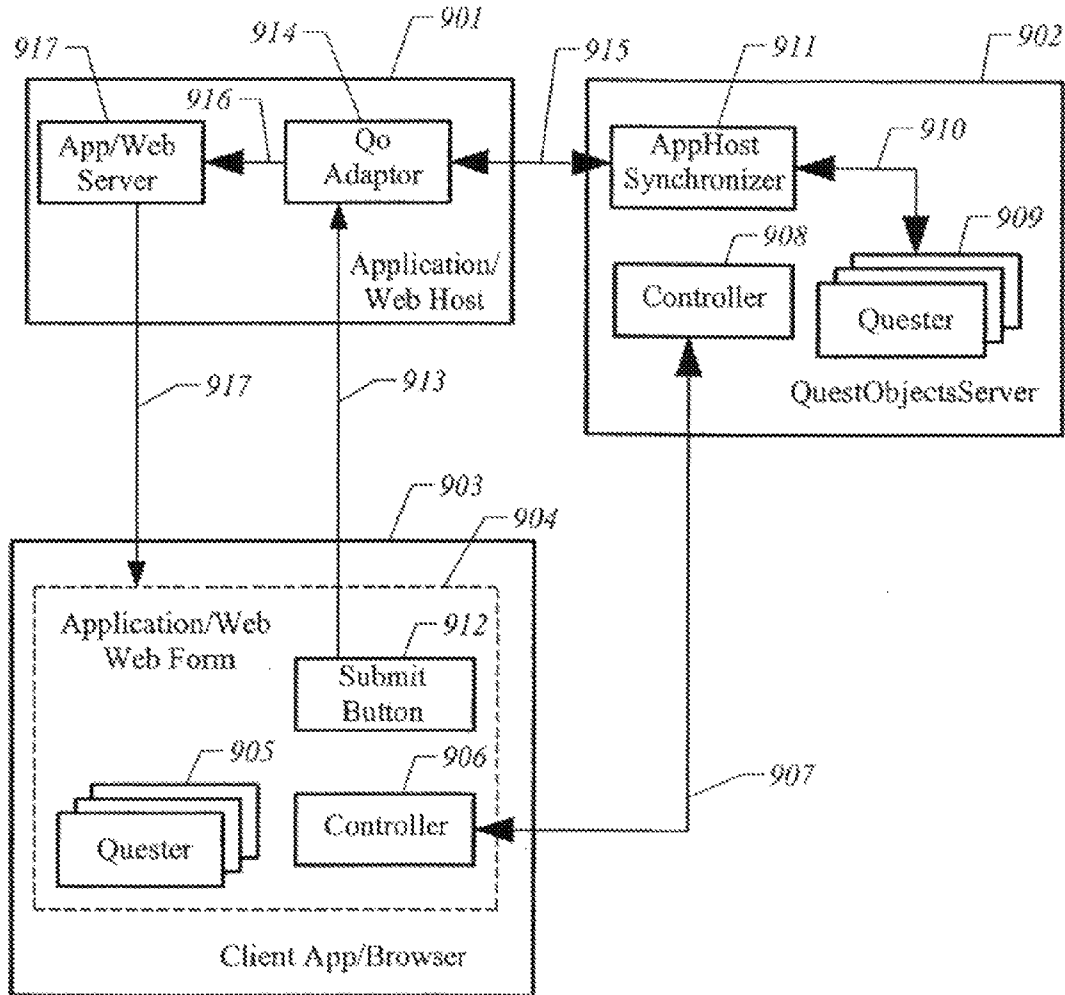 901
917
914
915
911
902
916
910
App/Web
Server
Qo
Adaptor
AppHost
Synchronizer
909
908
Application/
Web Host
Controller
Quester
917
913
QuestObjectsServer
903
904
Application/Web
Web Form
912
Submit
Button
905
906
907
Controller
Quester
Client App/Browser